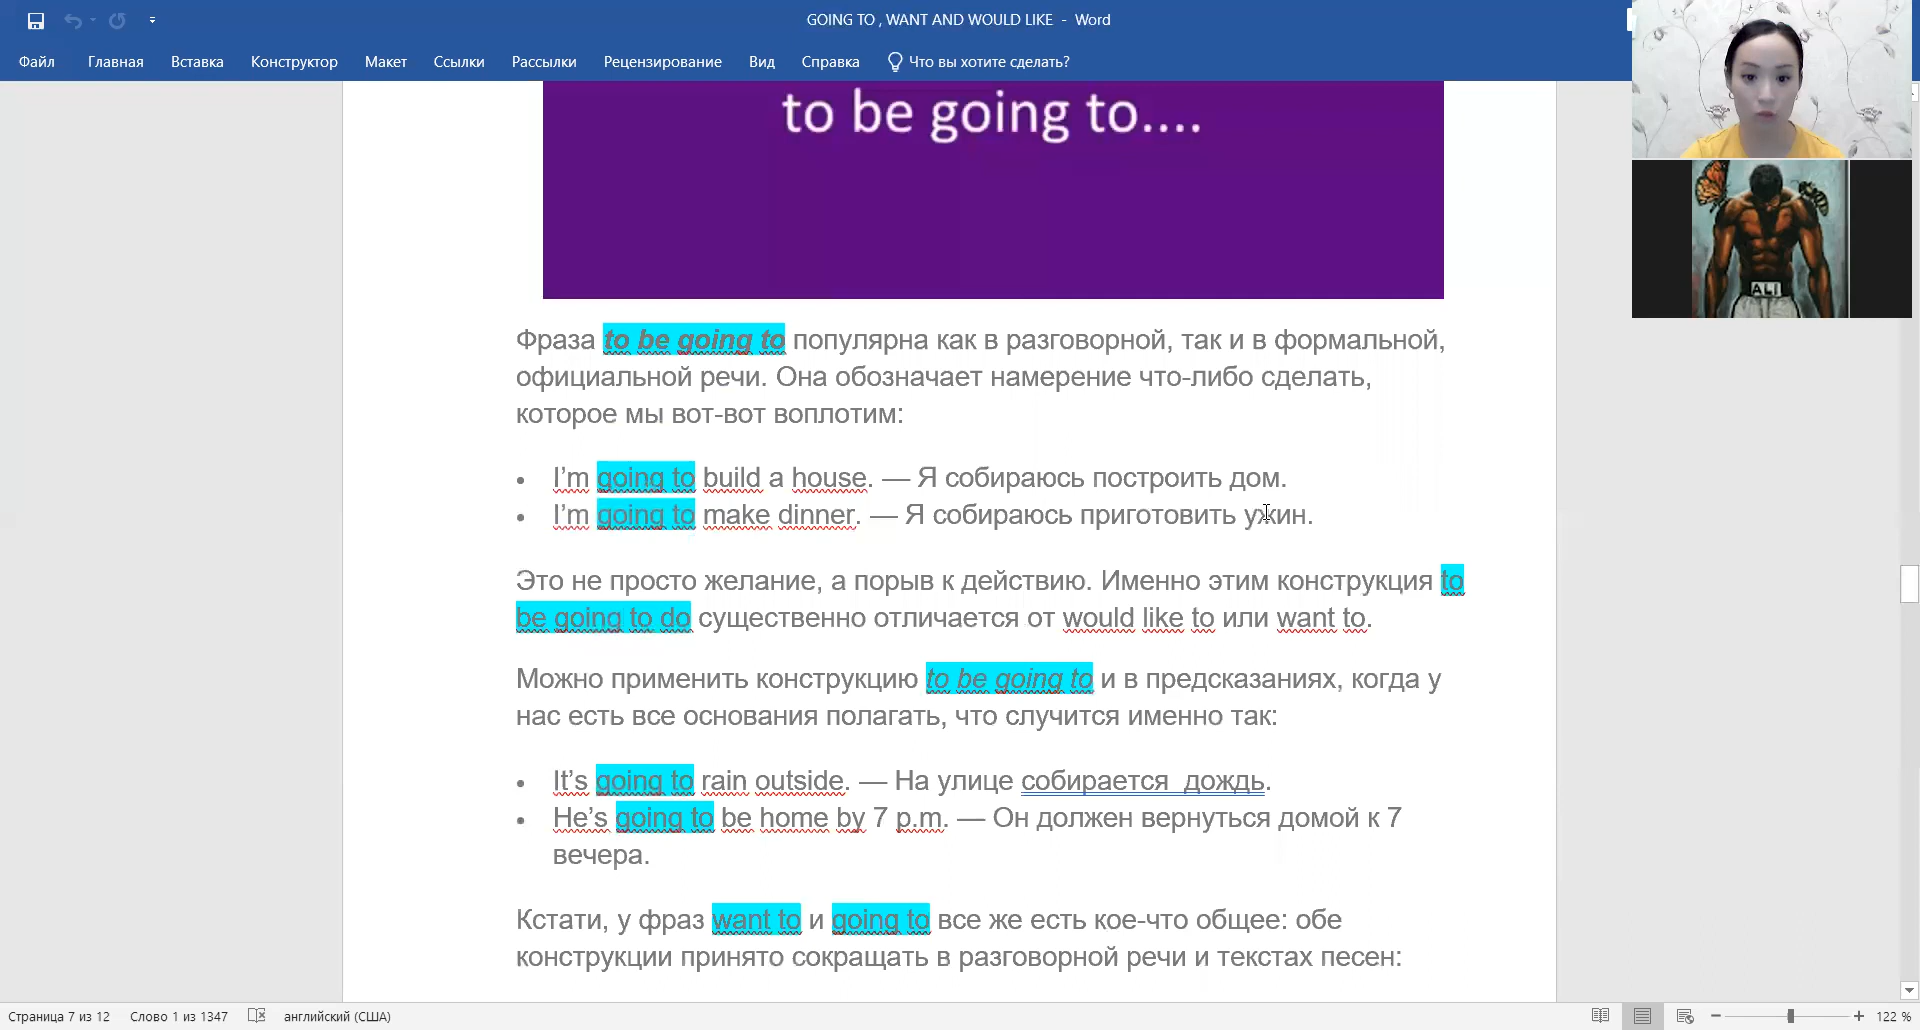 GOING TO , WANT AND WOULD LIKE - Word
Файл Главная Вставка Конструктор Макет Ссылки Рассылки Рецензирование Вид Справка Что вы хотите сделать?
to be going to....
ALI
Фраза to be going to популярна как в разговорной, так и в формальной,
официальной речи. Она обозначает намерение что-либо сделать,
которое мы вот-вот воплотим:
• I’m going to build a house. — Я собираюсь построить дом.
• I’m going to make dinner. — Я собираюсь приготовить ужин.
Это не просто желание, а порыв к действию. Именно этим конструкция to
be going to do существенно отличается от would like to или want to.
Можно применить конструкцию to be going to и в предсказаниях, когда у
нас есть все основания полагать, что случится именно так:
• It’s going to rain outside. — На улице собирается дождь.
• He’s going to be home by 7 p.m. — Он должен вернуться домой к 7
вечера.
Кстати, у фраз want to и going to все же есть кое-что общее: обе
конструкции принято сокращать в разговорной речи и текстах песен:
Страница 7 из 12 Слово 1 из 1347 английский (США) 122 %